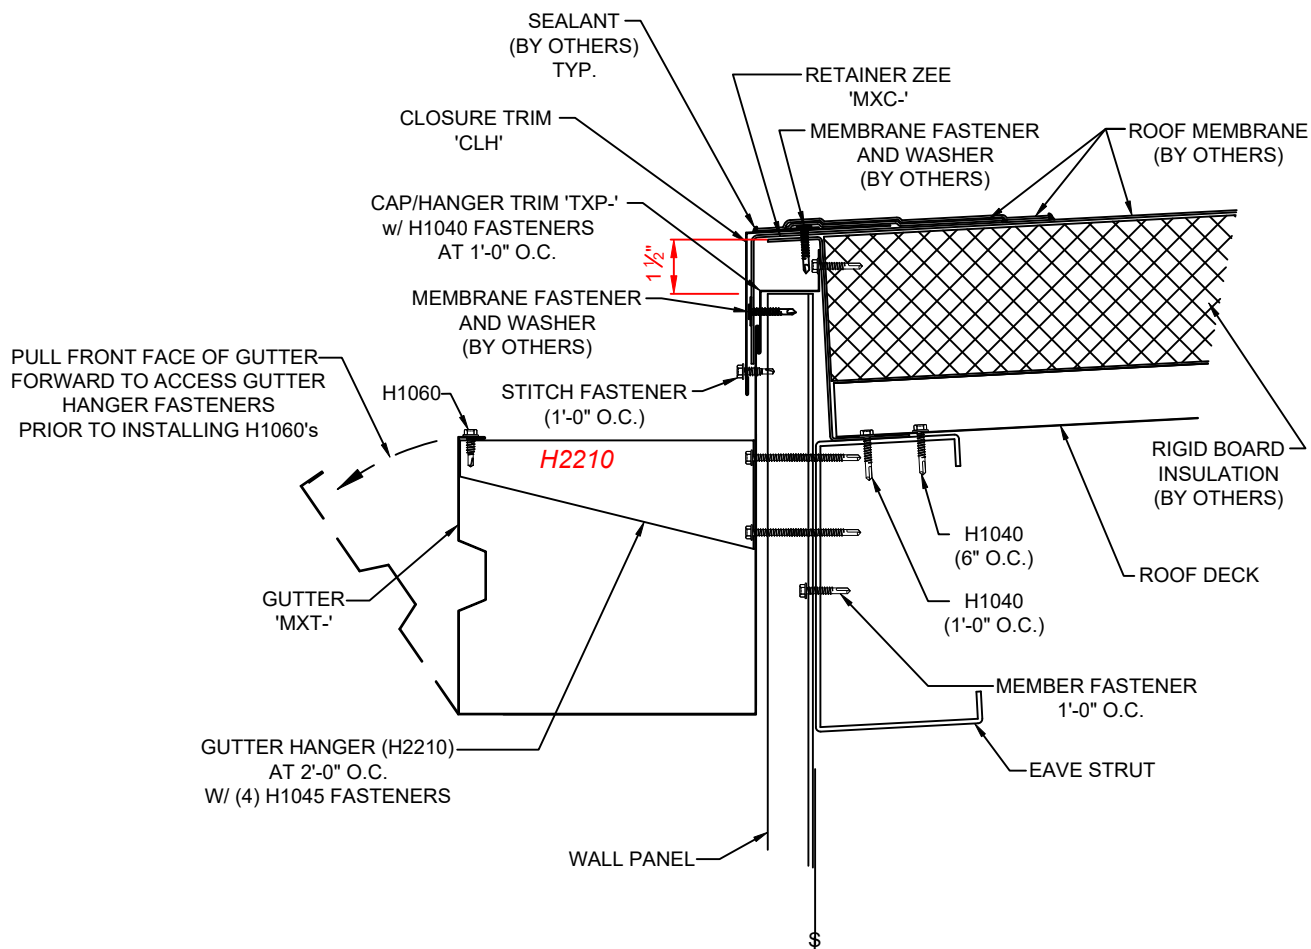 SEALANT
(BY OTHERS)
TYP.
RETAINER ZEE
'MXC-'
CLOSURE TRIM
'CLH'
MEMBRANE FASTENER
AND WASHER
(BY OTHERS)
ROOF MEMBRANE
(BY OTHERS)
CAP/HANGER TRIM 'TXP-'
w/ H1040 FASTENERS
AT 1'-0" O.C.
1 1/2"
MEMBRANE FASTENER
AND WASHER
(BY OTHERS)
PULL FRONT FACE OF GUTTER
FORWARD TO ACCESS GUTTER
HANGER FASTENERS
PRIOR TO INSTALLING H1060's
H1060
STITCH FASTENER
(1'-0" O.C.)
H2210
RIGID BOARD
INSULATION
(BY OTHERS)
H1040
(6" O.C.)
ROOF DECK
H1040
(1'-0" O.C.)
GUTTER
'MXT-'
MEMBER FASTENER
1'-0" O.C.
GUTTER HANGER (H2210)
AT 2'-0" O.C.
W/ (4) H1045 FASTENERS
EAVE STRUT
WALL PANEL
S